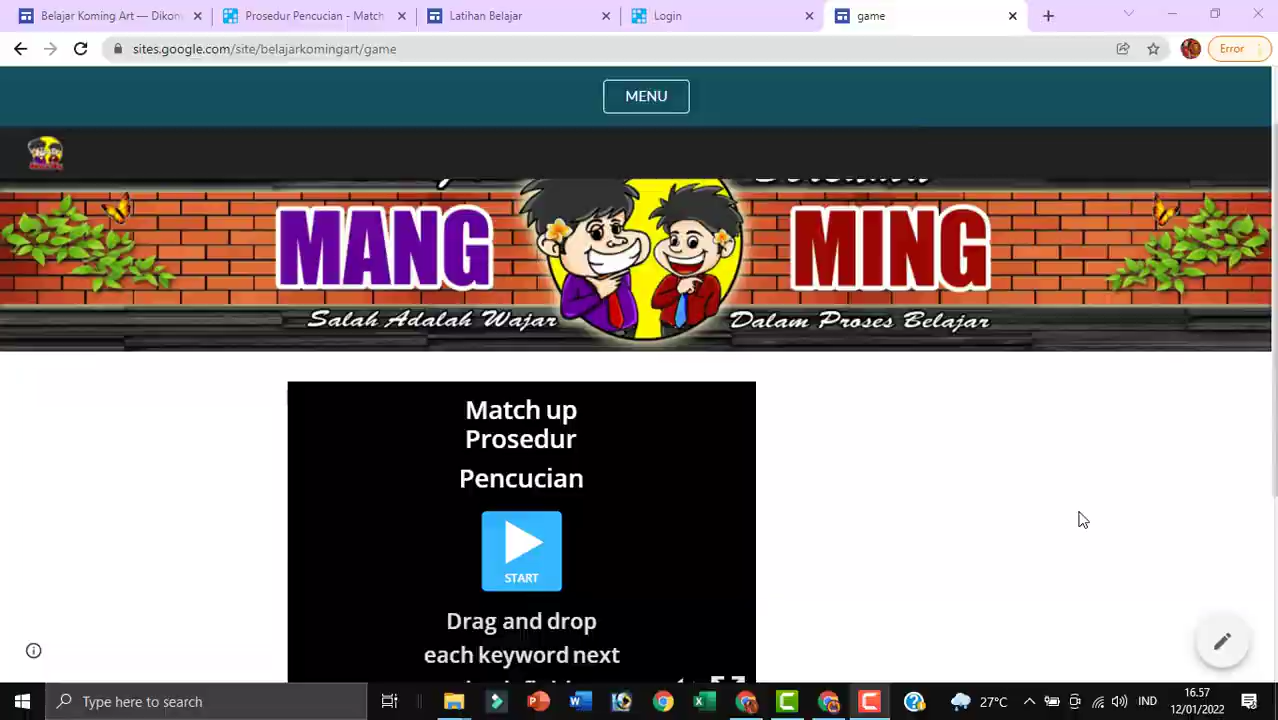 Belajar Koming Art — Dikon
Prosedur Pencucian - Match
Latihan Belajar
Login
game
sites.google.com/site/belajarkomingart/game
Error
MENU
MANG
MING
Salah Adalah Wajar
Dalam Proses Belajar
Match up
Prosedur
Pencucian
START
Drag and drop
each keyword next
Type here to search
27°C
IND
16.57
12/01/2022